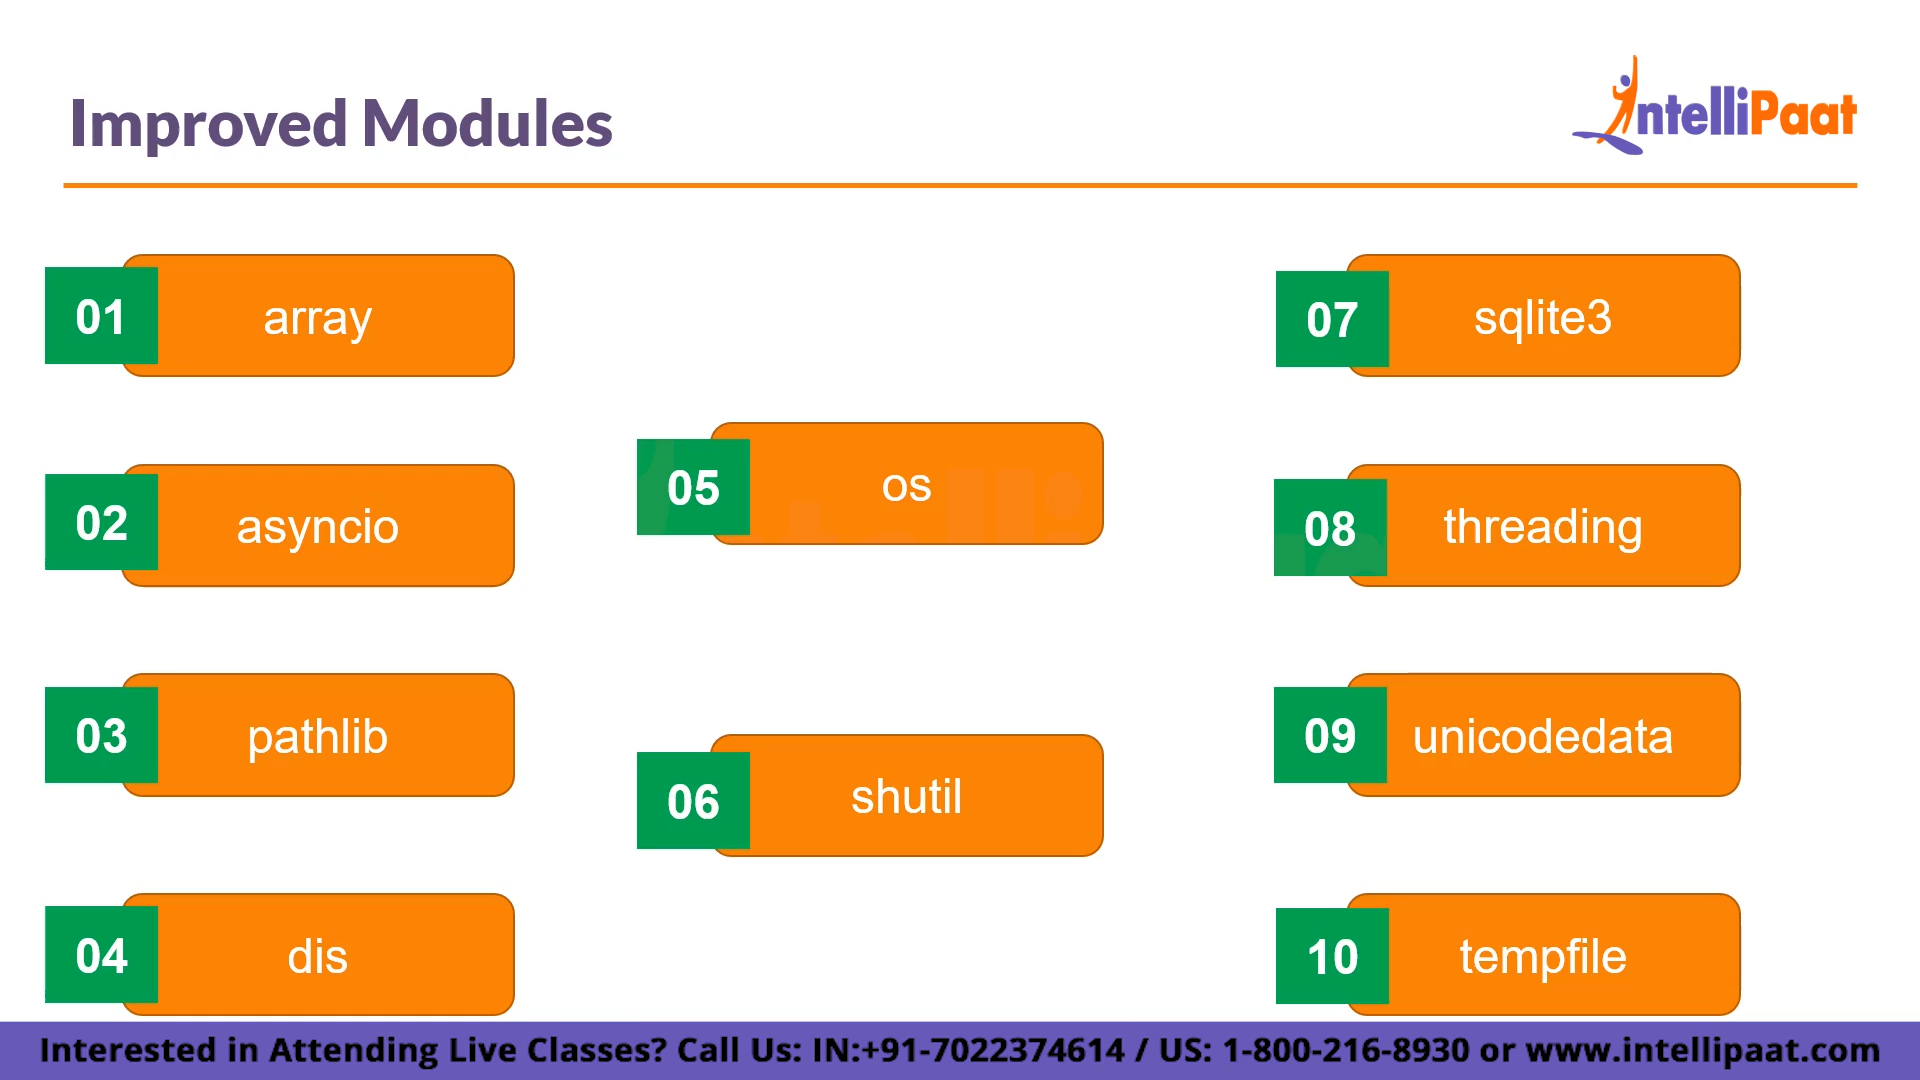 Improved Modules
IntelliPaat
01 array
02 asyncio
03 pathlib
04 dis
05 os
06 shutil
07 sqlite3
08 threading
09 unicodedata
10 tempfile
Interested in Attending Live Classes? Call Us: IN:+91-7022374614 / US: 1-800-216-8930 or www.intellipaat.com